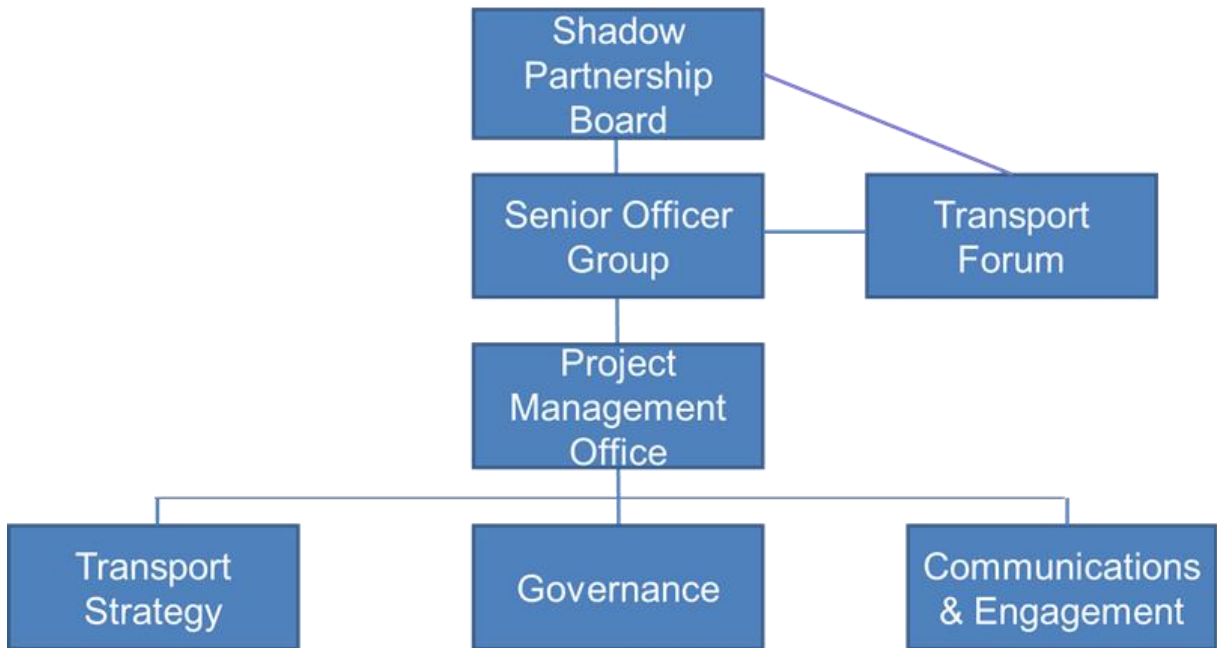 Shadow
Partnership
Board
Senior Officer
Group
Transport
Forum
Project
Management
Office
Transport
Strategy
Governance
Communications
& Engagement